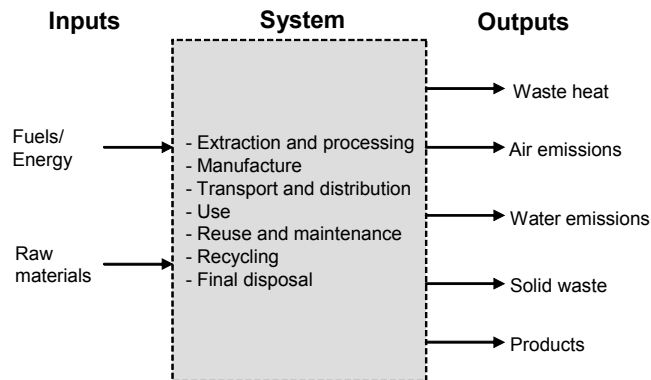 Inputs
System
Outputs
Fuels/
Energy
Raw
materials
- Extraction and processing
- Manufacture
- Transport and distribution
- Use
- Reuse and maintenance
- Recycling
- Final disposal
Waste heat
Air emissions
Water emissions
Solid waste
Products